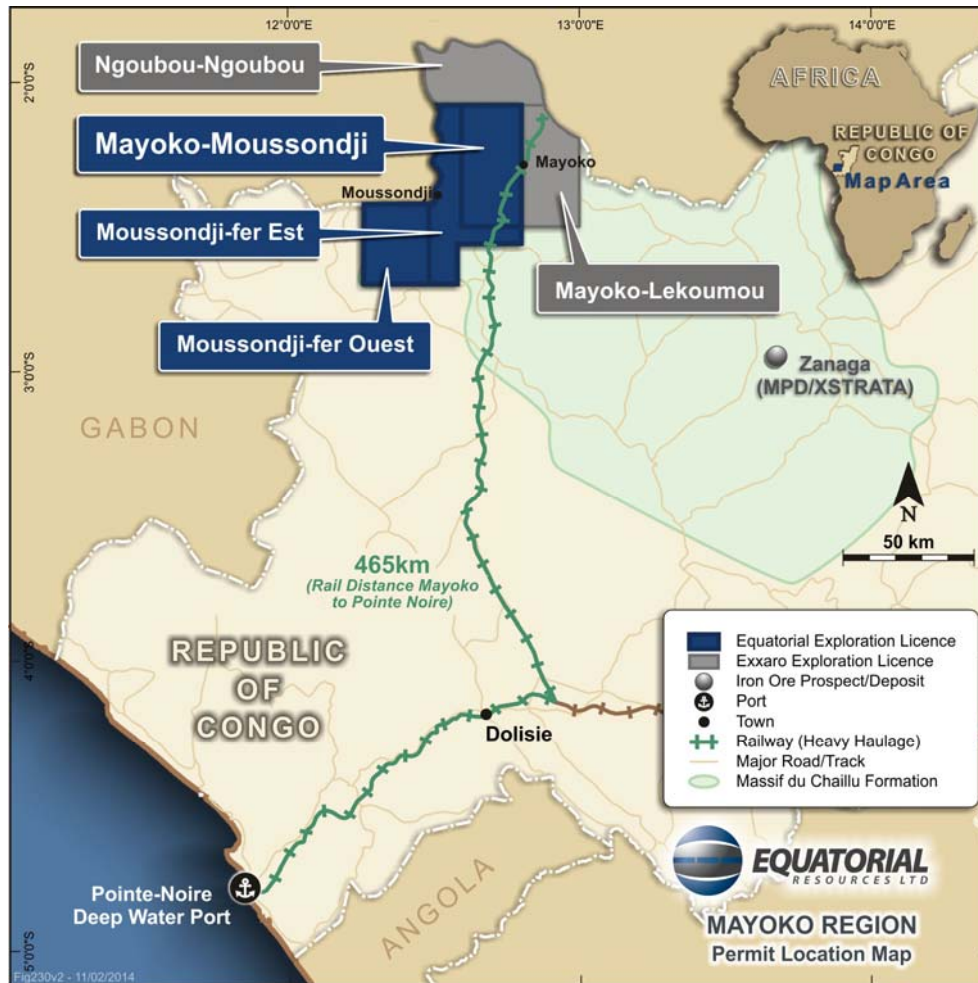 12°0'0"E
13°0'0"E
14°0'0"E
2°0'0"S
3°0'0"S
4°0'0"S
5°0'0"S
Ngoubou-Ngoubou
Mayoko-Moussondji
Moussondji
Mayoko
Moussondji-fer Est
Mayoko-Lekoumou
Moussondji-fer Ouest
AFRICA
REPUBLIC OF
CONGO
Map Area
Zanaga
(MPD/XSTRATA)
GABON
N
50 km
465km
(Rail Distance Mayoko
to Pointe Noire)
REPUBLIC
OF
CONGO
Dolisie
Equatorial Exploration Licence
Exxaro Exploration Licence
Iron Ore Prospect/Deposit
Port
Town
Railway (Heavy Haulage)
Major Road/Track
Massif du Chaillu Formation
Pointe-Noire
Deep Water Port
ANGOLA
EQUATORIAL
RESOURCES LTD
MAYOKO REGION
Permit Location Map
Fig230v2 - 11/02/2014